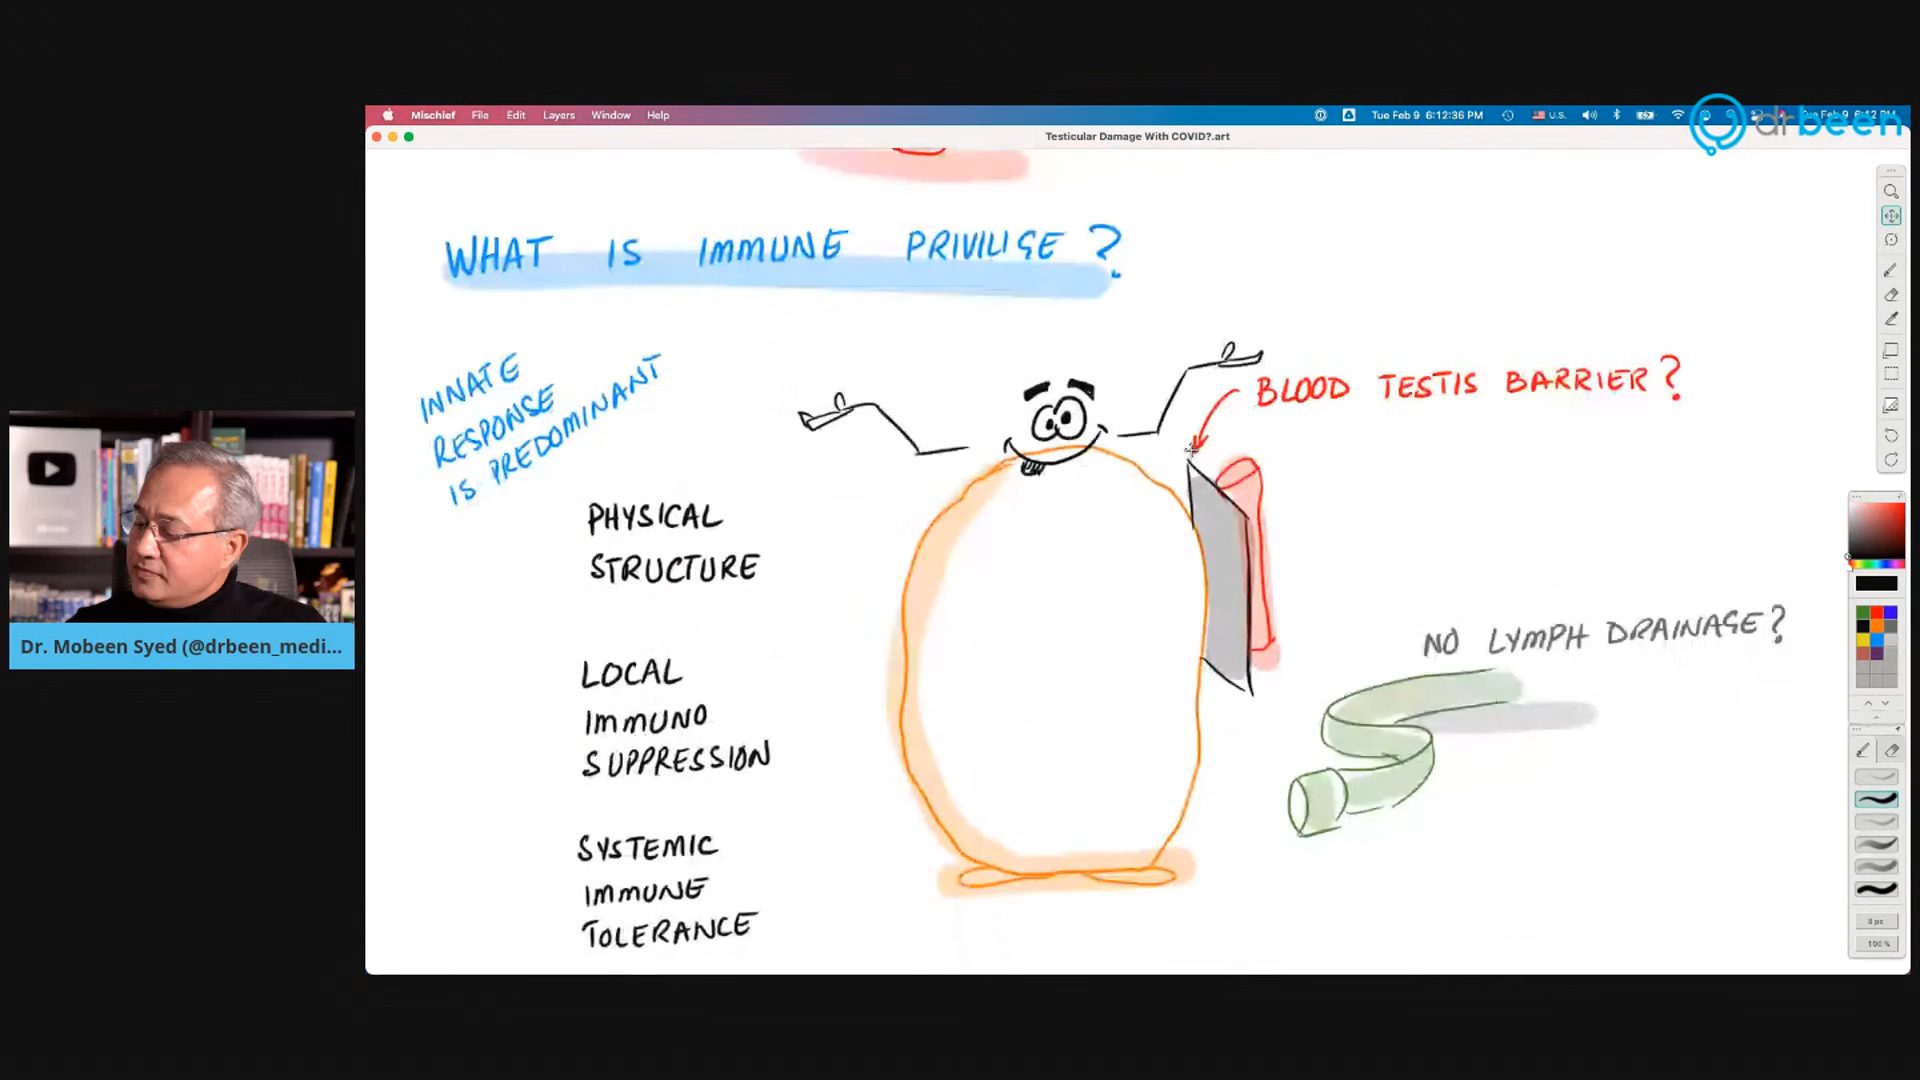 Mischief File Edit Layers Window Help
U.S.
Tue Feb 9 6:12:36 PM
drbeen
Testicular Damage With COVID?.art
WHAT IS IMMUNE PRIVILIGE?
INNATE
RESPONSE
IS PREDOMINANT
BLOOD TESTIS BARRIER?
PHYSICAL
STRUCTURE
NO LYMPH DRAINAGE?
LOCAL
IMMUNO
SUPPRESSION
SYSTEMIC
IMMUNE
TOLERANCE
Dr. Mobeen Syed (@drbeen_medi...
100 %